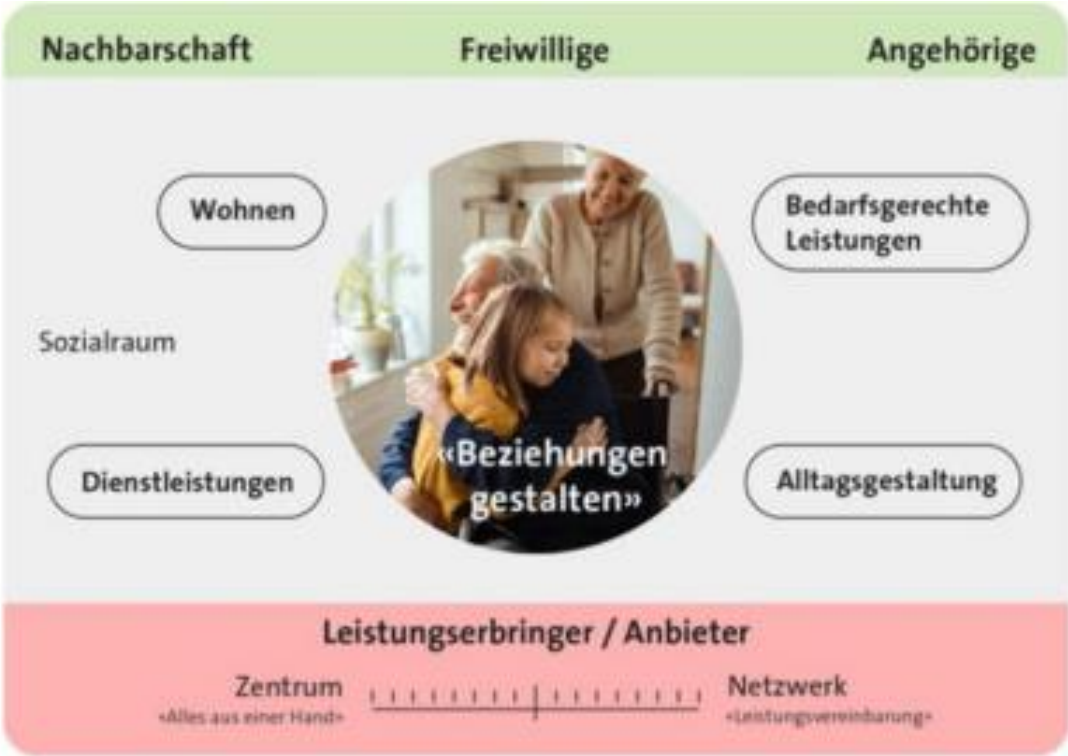 Nachbarschaft Freiwillige Angehörige
Wohnen
Bedarfsgerechte
Leistungen
Sozialraum
«Beziehungen
gestalten»
Dienstleistungen
Alltagsgestaltung
Leistungserbringer / Anbieter
Zentrum
«Alles aus einer Hand»
Netzwerk
«Leistungsvereinbarung»